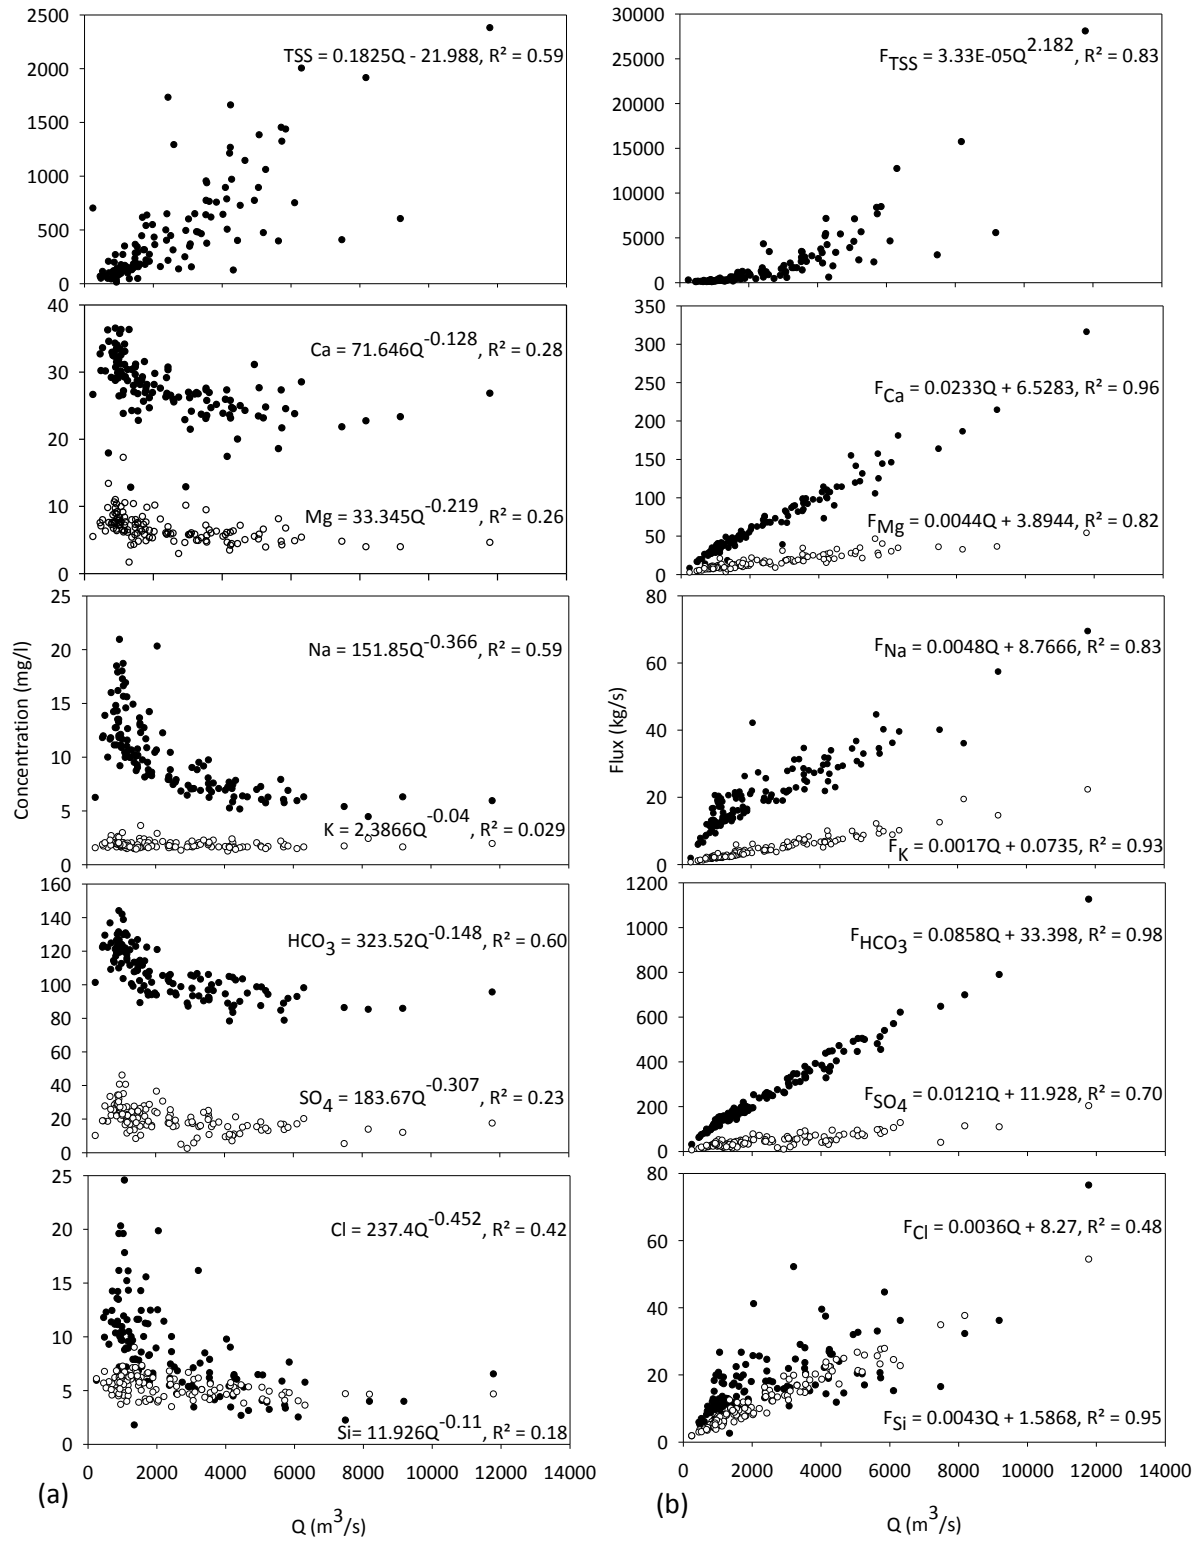 2500
2000
1500
1000
500
0
TSS = 0.1825Q - 21.988, R² = 0.59
40
30
20
10
0
Ca = 71.646Q^-0.128, R² = 0.28
Mg = 33.345Q^-0.219, R² = 0.26
25
20
15
10
5
0
Na = 151.85Q^-0.366, R² = 0.59
K = 2.3866Q^-0.04, R² = 0.029
160
140
120
100
80
60
40
20
0
HCO3 = 323.52Q^-0.148, R² = 0.60
SO4 = 183.67Q^-0.307, R² = 0.23
25
20
15
10
5
0
Cl = 237.4Q^-0.452, R² = 0.42
Si= 11.926Q^-0.11, R² = 0.18
0 2000 4000 6000 8000 10000 12000 14000
Concentration (mg/l)
(a)
Q (m³/s)
30000
25000
20000
15000
10000
5000
0
FTSS = 3.33E-05Q^2.182, R² = 0.83
350
300
250
200
150
100
50
0
FCa = 0.0233Q + 6.5283, R² = 0.96
FMg = 0.0044Q + 3.8944, R² = 0.82
80
60
40
20
0
FNa = 0.0048Q + 8.7666, R² = 0.83
FK = 0.0017Q + 0.0735, R² = 0.93
1200
1000
800
600
400
200
0
FHCO3 = 0.0858Q + 33.398, R² = 0.98
FSO4 = 0.0121Q + 11.928, R² = 0.70
80
60
40
20
0
FCl = 0.0036Q + 8.27, R² = 0.48
FSi = 0.0043Q + 1.5868, R² = 0.95
0 2000 4000 6000 8000 10000 12000 14000
Flux (kg/s)
(b)
Q (m³/s)